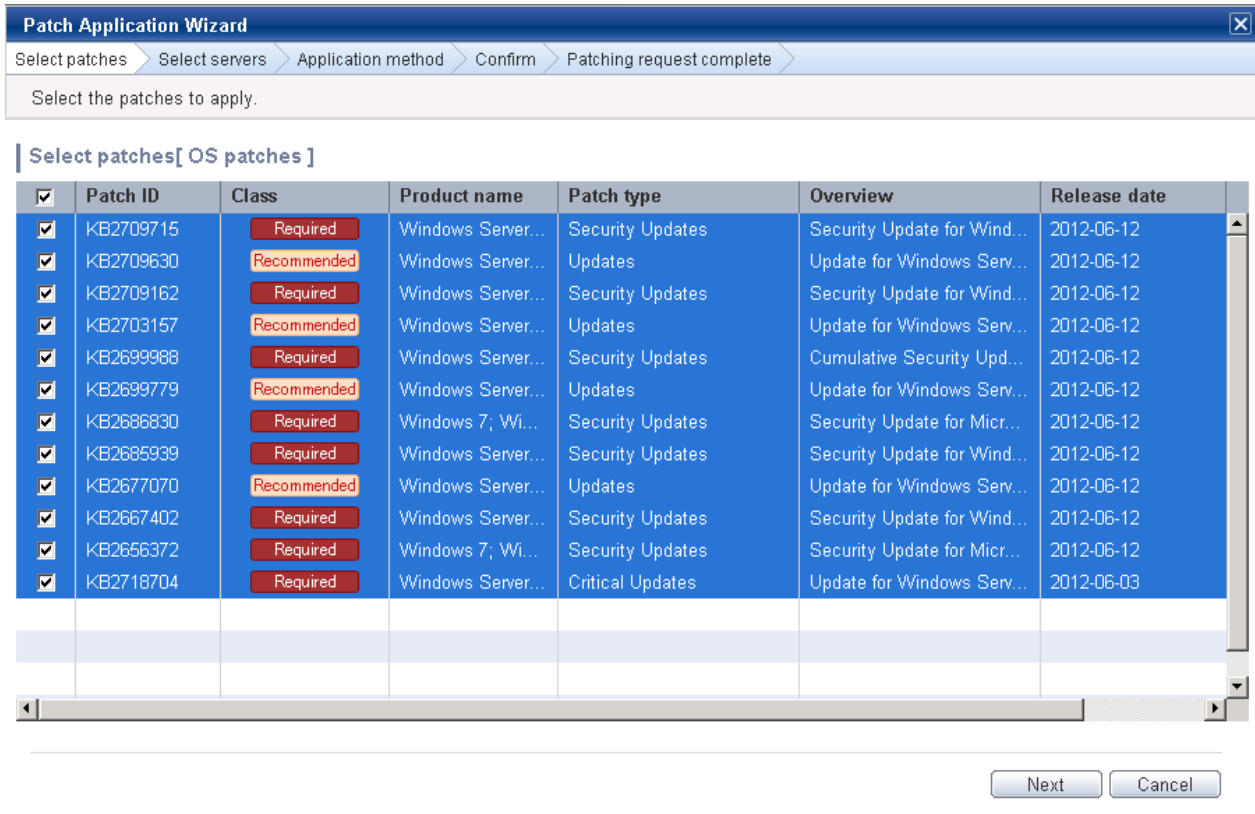 Patch Application Wizard
Select patches Select servers Application method Confirm Patching request complete
Select the patches to apply.
Select patches[ OS patches ]
Patch ID Class Product name Patch type Overview Release date
KB2709715 Required Windows Server... Security Updates Security Update for Wind... 2012-06-12
KB2709630 Recommended Windows Server... Updates Update for Windows Serv... 2012-06-12
KB2709162 Required Windows Server... Security Updates Security Update for Wind... 2012-06-12
KB2703157 Recommended Windows Server... Updates Update for Windows Serv... 2012-06-12
KB2699988 Required Windows Server... Security Updates Cumulative Security Upd... 2012-06-12
KB2699779 Recommended Windows Server... Updates Update for Windows Serv... 2012-06-12
KB2686830 Required Windows 7; Wi... Security Updates Security Update for Micr... 2012-06-12
KB2685939 Required Windows Server... Security Updates Security Update for Wind... 2012-06-12
KB2677070 Recommended Windows Server... Updates Update for Windows Serv... 2012-06-12
KB2667402 Required Windows Server... Security Updates Security Update for Wind... 2012-06-12
KB2656372 Required Windows 7; Wi... Security Updates Security Update for Micr... 2012-06-12
KB2718704 Required Windows Server... Critical Updates Update for Windows Serv... 2012-06-03
Next Cancel